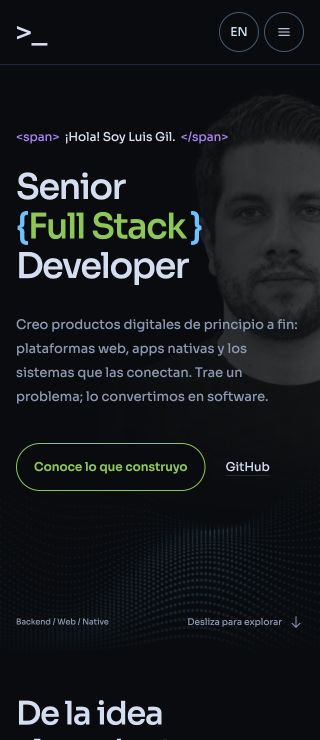 >_
EN
<span> ¡Hola! Soy Luis Gil. </span>
Senior
{Full Stack}
Developer
Creo productos digitales de principio a fin:
plataformas web, apps nativas y los
sistemas que las conectan. Trae un
problema; lo convertimos en software.
Conoce lo que construyo
GitHub
Backend / Web / Native
Desliza para explorar ↓
De la idea